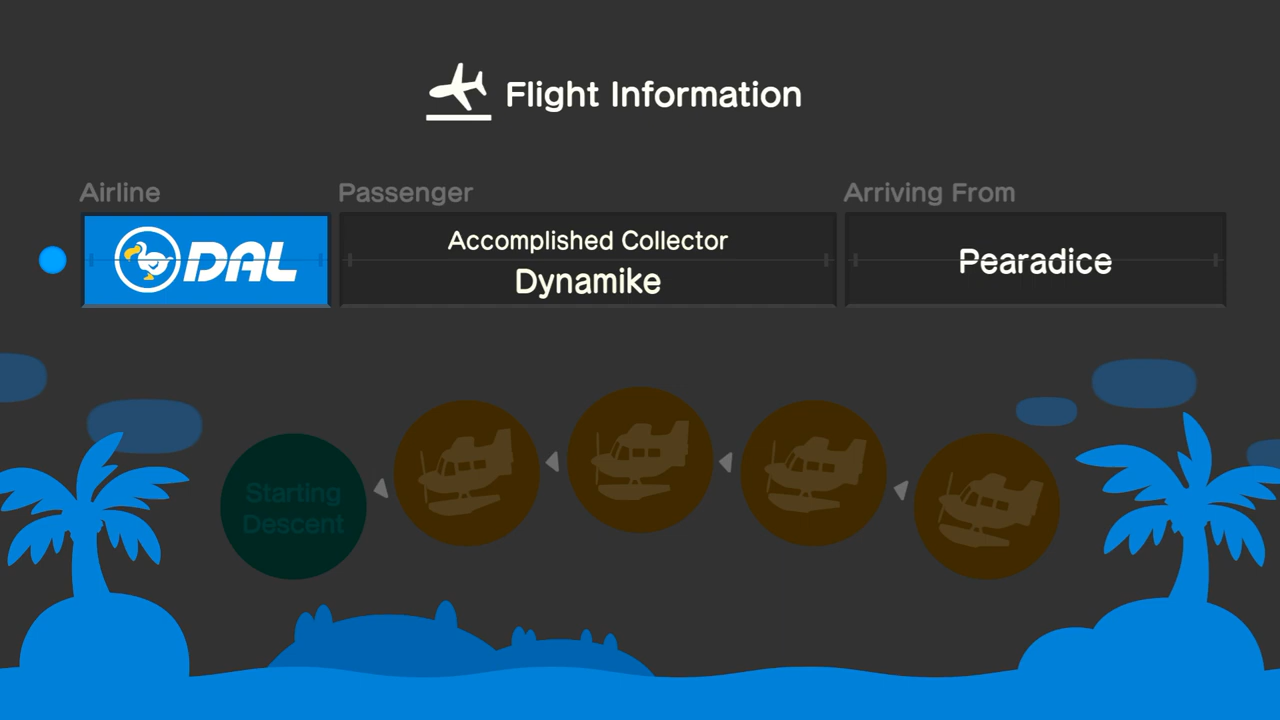 Flight Information
Airline
Passenger
Arriving From
DAL
Accomplished Collector
Dynamike
Pearadice
Starting
Descent